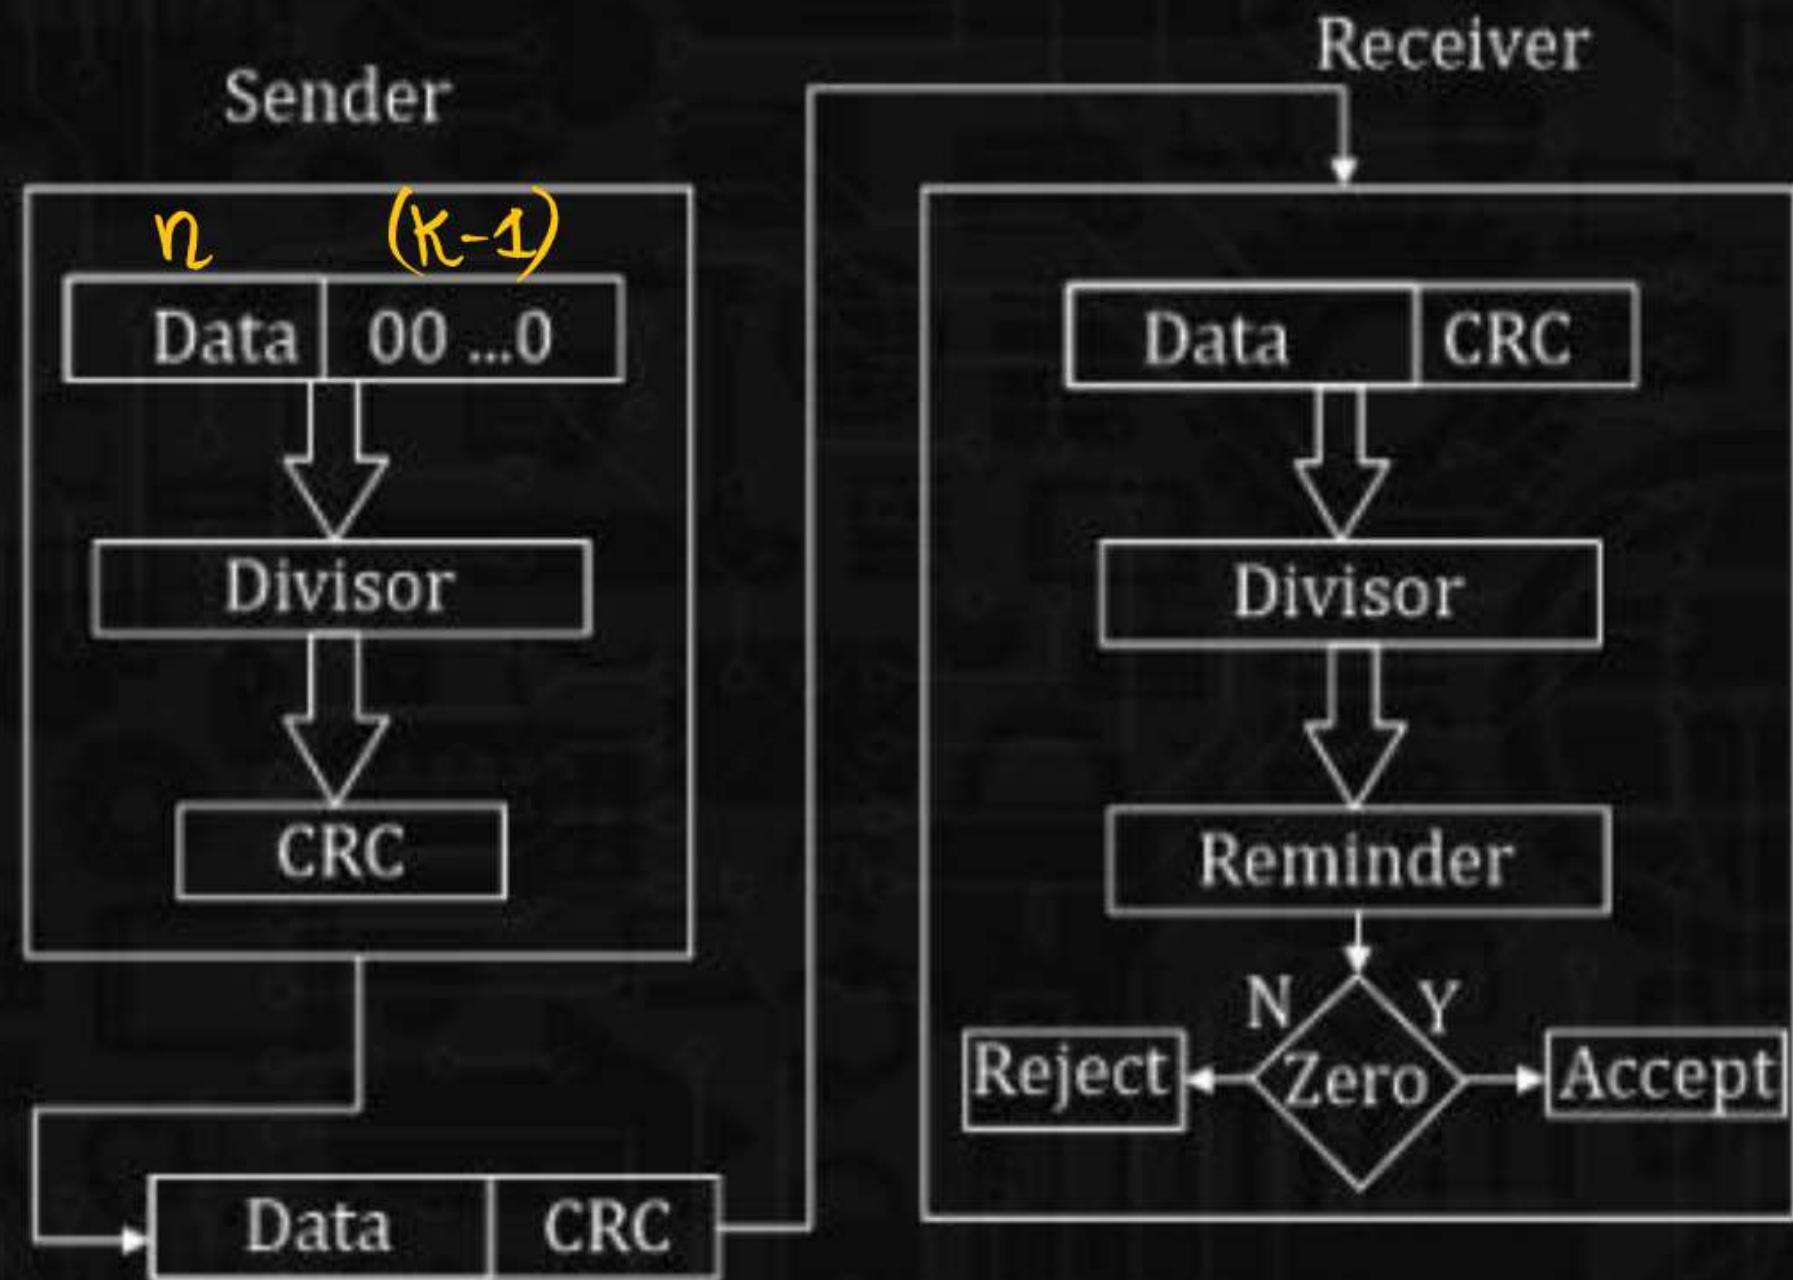 Sender
n (K-1)
Data 00 ...0
Divisor
CRC
Data CRC
Receiver
Data CRC
Divisor
Reminder
N Y
Reject Zero Accept